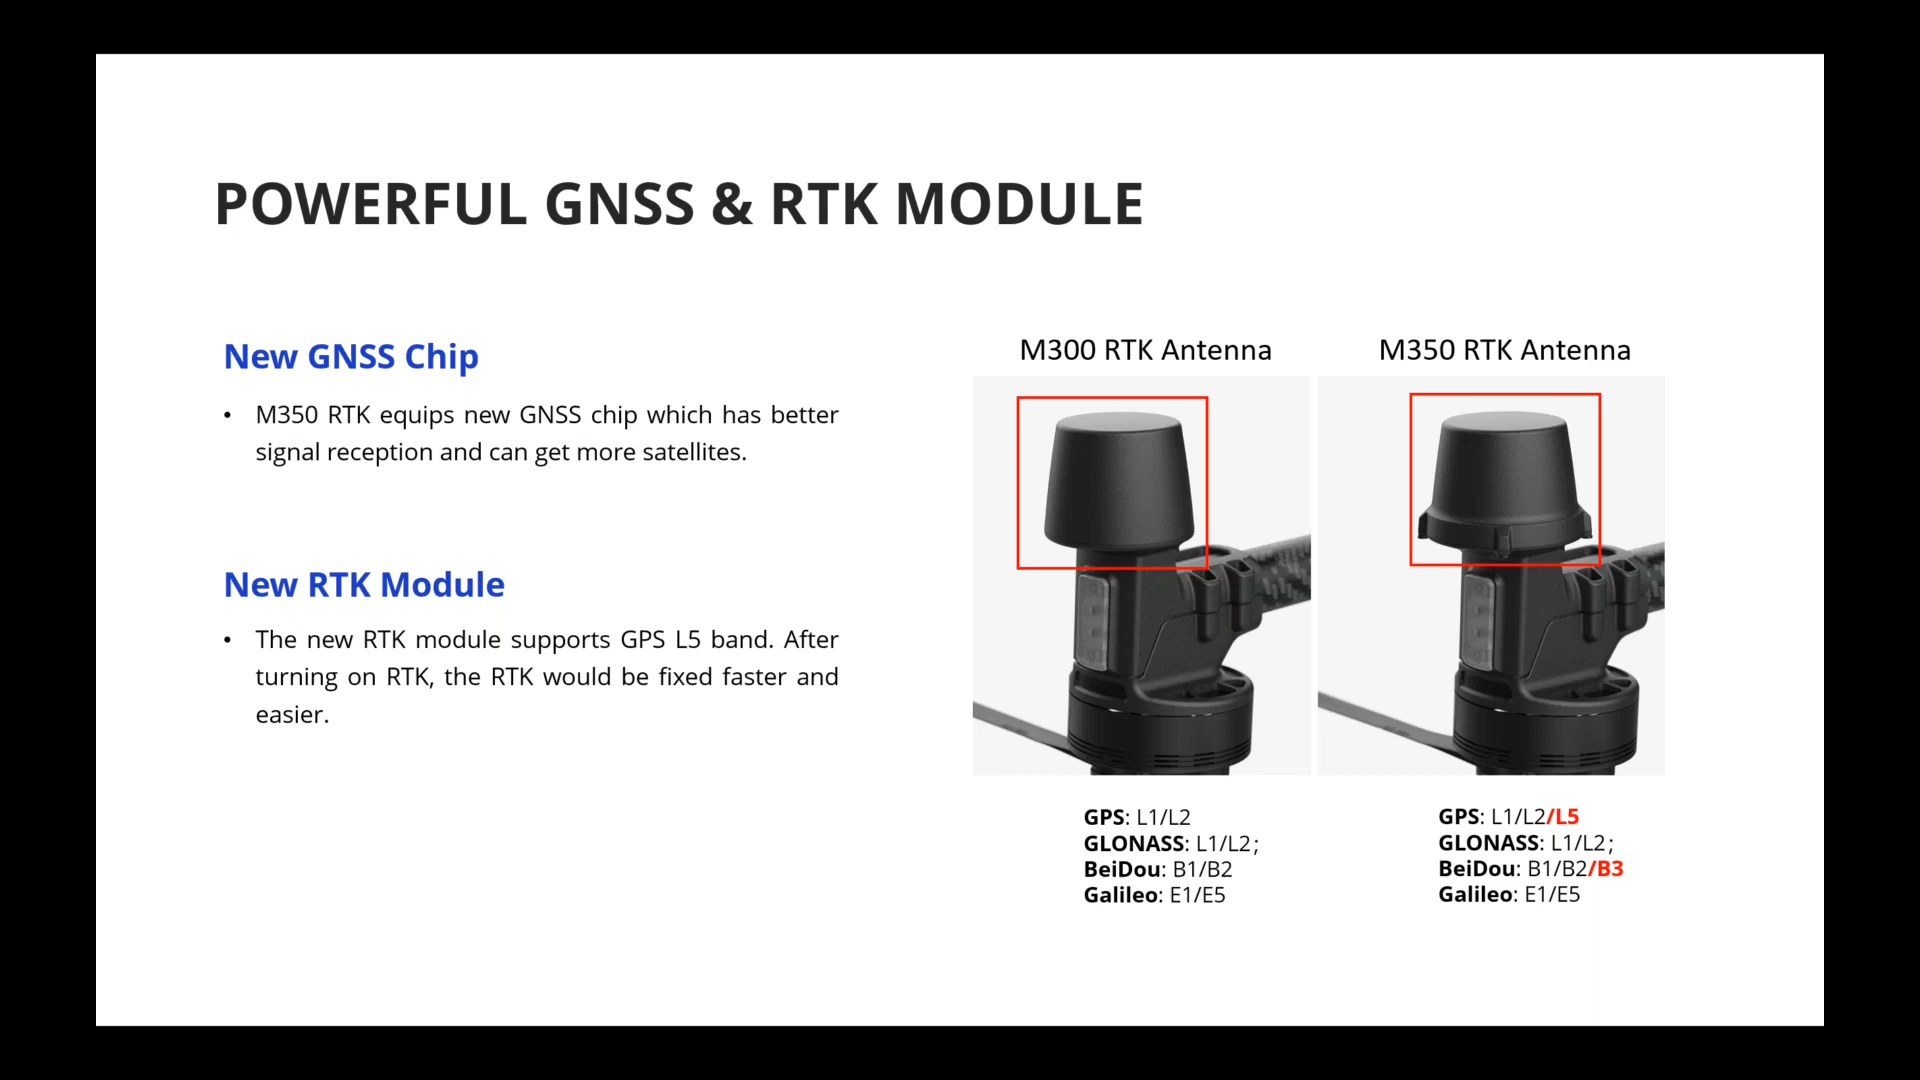 POWERFUL GNSS & RTK MODULE
New GNSS Chip
• M350 RTK equips new GNSS chip which has better
signal reception and can get more satellites.
New RTK Module
• The new RTK module supports GPS L5 band. After
turning on RTK, the RTK would be fixed faster and
easier.
M300 RTK Antenna
GPS: L1/L2
GLONASS: L1/L2;
BeiDou: B1/B2
Galileo: E1/E5
M350 RTK Antenna
GPS: L1/L2/L5
GLONASS: L1/L2;
BeiDou: B1/B2/B3
Galileo: E1/E5